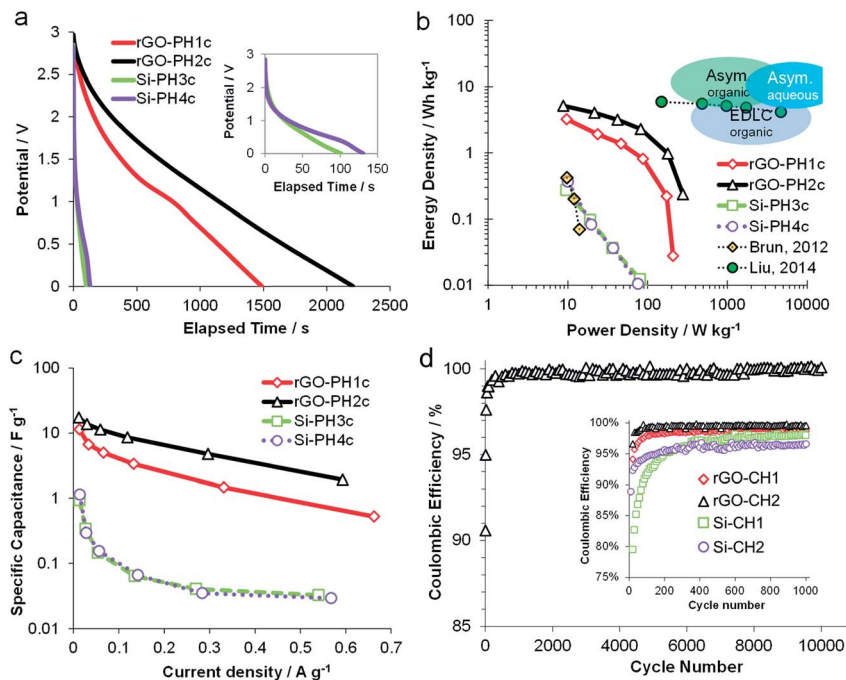 a
rGO-PH1c
rGO-PH2c
Si-PH3c
Si-PH4c
3
2.5
2
1.5
1
0.5
0
0
500
1000
1500
2000
2500
Potential / V
Elapsed Time / s
3
2
1
0
0
50
100
150
Potential / V
Elapsed Time / s
b
10
1
0.1
0.01
1
10
100
1000
10000
Energy Density / Wh kg-1
Power Density / W kg-1
Asym.
organic
Asym.
aqueous
EDLC
organic
rGO-PH1c
rGO-PH2c
Si-PH3c
Si-PH4c
Brun, 2012
Liu, 2014
c
rGO-PH1c
rGO-PH2c
Si-PH3c
Si-PH4c
100
10
1
0.1
0.01
0
0.1
0.2
0.3
0.4
0.5
0.6
0.7
Specific Capacitance / F g-1
Current density / A g-1
d
100
95
90
85
0
2000
4000
6000
8000
10000
Coulombic Efficiency / %
Cycle Number
100%
95%
90%
85%
80%
75%
0
200
400
600
800
1000
Coulombic Efficiency
Cycle number
rGO-CH1
rGO-CH2
Si-CH1
Si-CH2